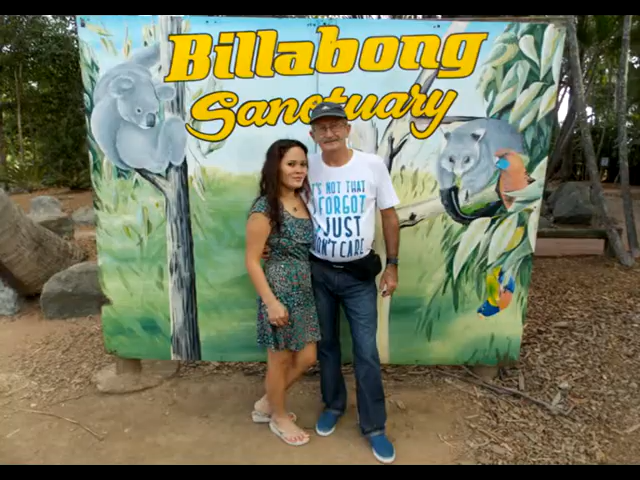 Billabong
Sanctuary
IT'S NOT THAT
I FORGOT
I JUST
DON'T CARE